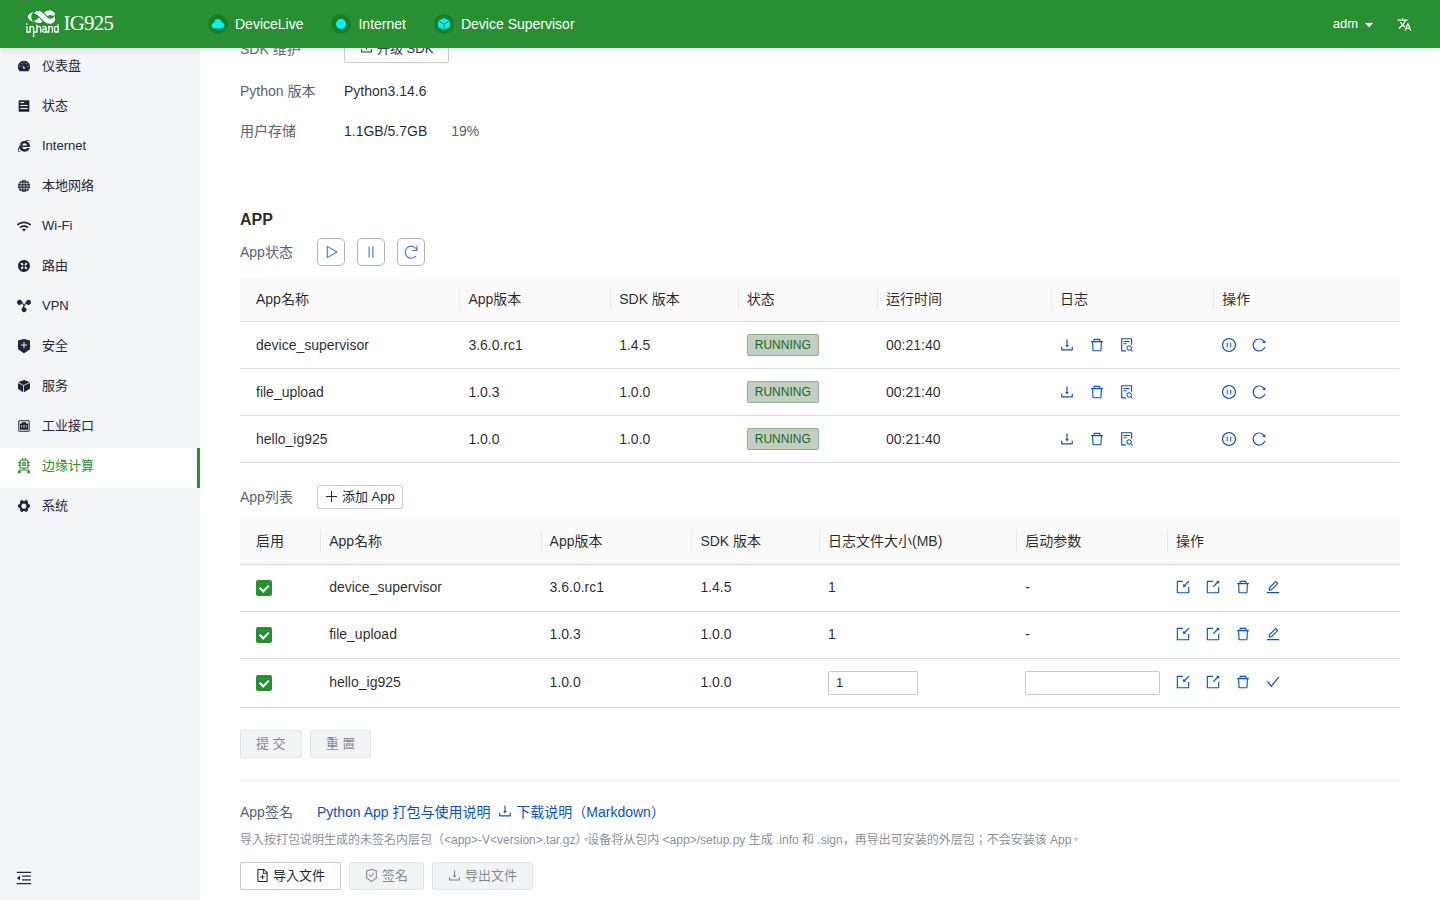 inhand IG925 DeviceLive Internet Device Supervisor adm
SDK 维护 升级 SDK
仪表盘
状态
Internet
本地网络
Wi-Fi
路由
VPN
安全
服务
工业接口
边缘计算
系统
Python 版本 Python3.14.6
用户存储 1.1GB/5.7GB 19%
APP
App状态
App名称 App版本 SDK 版本 状态 运行时间 日志 操作
device_supervisor 3.6.0.rc1 1.4.5 RUNNING 00:21:40
file_upload 1.0.3 1.0.0 RUNNING 00:21:40
hello_ig925 1.0.0 1.0.0 RUNNING 00:21:40
App列表 添加 App
启用 App名称 App版本 SDK 版本 日志文件大小(MB) 启动参数 操作
device_supervisor 3.6.0.rc1 1.4.5 1 -
file_upload 1.0.3 1.0.0 1 -
hello_ig925 1.0.0 1.0.0 1
提 交 重 置
App签名 Python App 打包与使用说明 下载说明（Markdown）
导入按打包说明生成的未签名内层包（<app>-V<version>.tar.gz）。设备将从包内 <app>/setup.py 生成 .info 和 .sign，再导出可安装的外层包；不会安装该 App。
导入文件 签名 导出文件